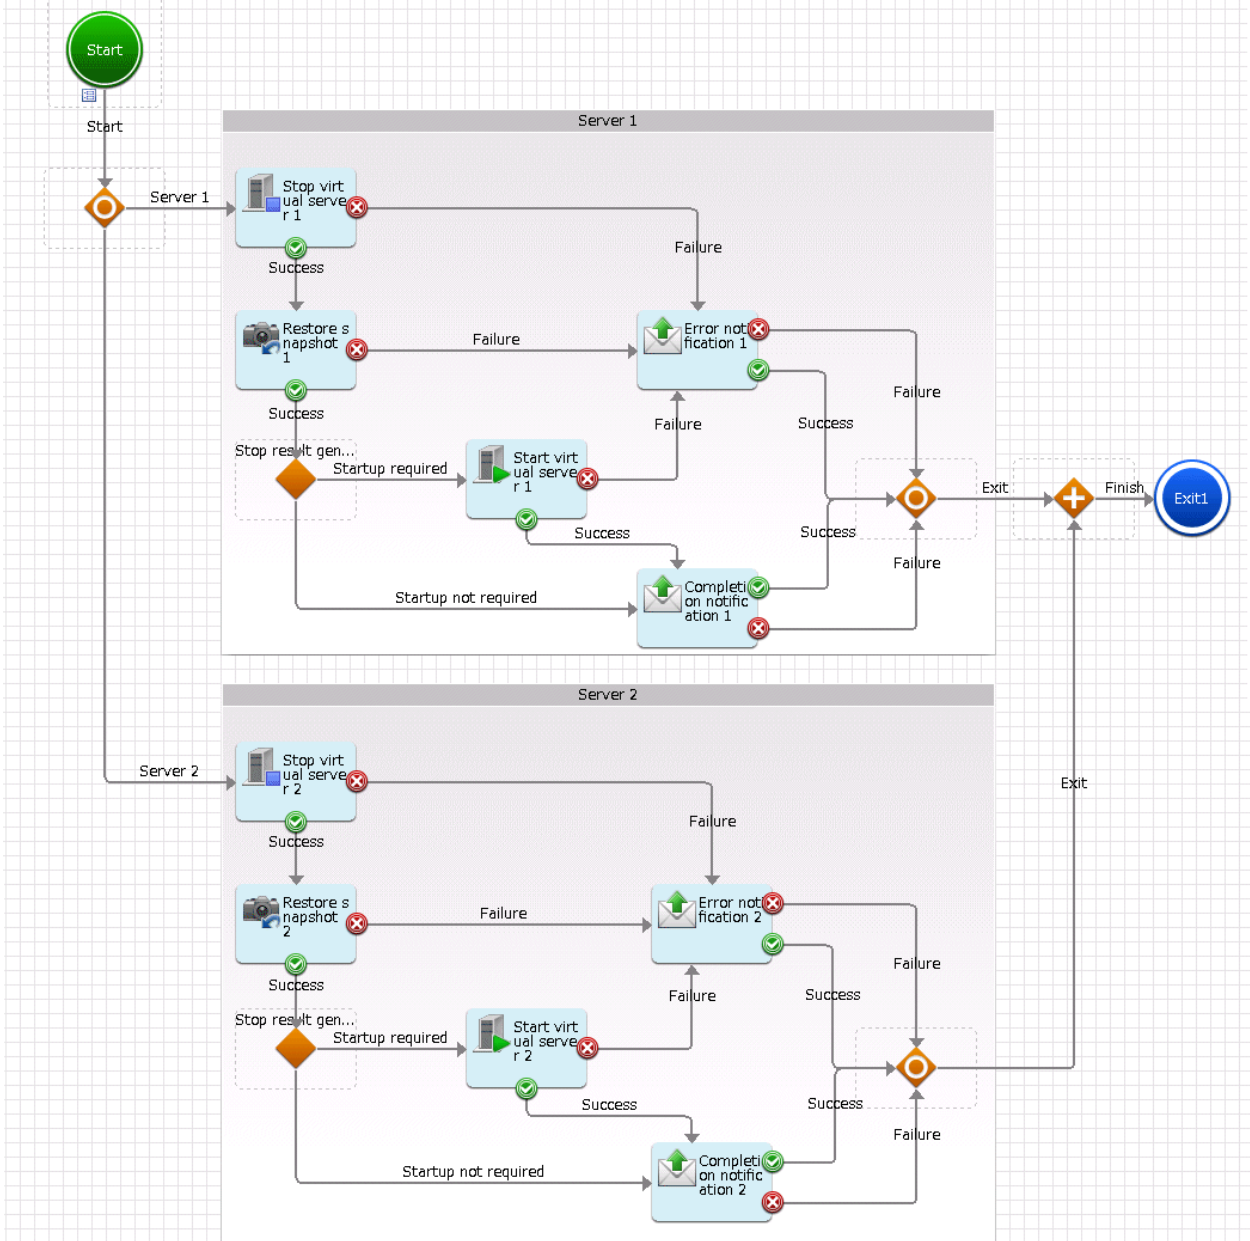 Start
Start
Server 1
Server 1
Stop virt
ual serve
r 1
Failure
Success
Restore s
napshot
1
Failure
Error not
fication 1
Failure
Success
Failure
Success
Stop result gen...
Startup required
Start virt
ual serve
r 1
Success
Success
Failure
Exit
Finish
Exit1
Startup not required
Completi
on notific
ation 1
Server 2
Server 2
Stop virt
ual serve
r 2
Failure
Success
Exit
Restore s
napshot
2
Failure
Error not
fication 2
Failure
Success
Failure
Success
Stop result gen...
Startup required
Start virt
ual serve
r 2
Success
Success
Failure
Startup not required
Completi
on notific
ation 2